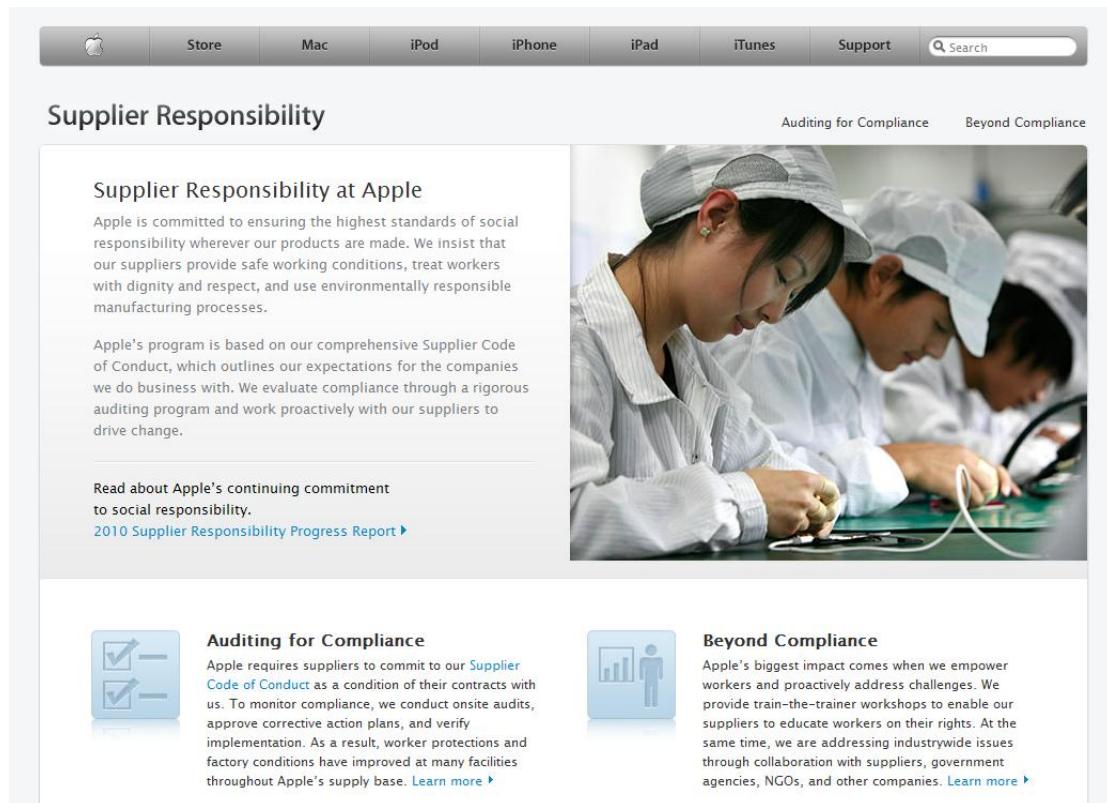 Store Mac iPod iPhone iPad iTunes Support Search
Supplier Responsibility
Auditing for Compliance Beyond Compliance
Supplier Responsibility at Apple
Apple is committed to ensuring the highest standards of social
responsibility wherever our products are made. We insist that
our suppliers provide safe working conditions, treat workers
with dignity and respect, and use environmentally responsible
manufacturing processes.
Apple's program is based on our comprehensive Supplier Code
of Conduct, which outlines our expectations for the companies
we do business with. We evaluate compliance through a rigorous
auditing program and work proactively with our suppliers to
drive change.
Read about Apple's continuing commitment
to social responsibility.
2010 Supplier Responsibility Progress Report
Auditing for Compliance
Apple requires suppliers to commit to our Supplier
Code of Conduct as a condition of their contracts with
us. To monitor compliance, we conduct onsite audits,
approve corrective action plans, and verify
implementation. As a result, worker protections and
factory conditions have improved at many facilities
throughout Apple's supply base. Learn more
Beyond Compliance
Apple's biggest impact comes when we empower
workers and proactively address challenges. We
provide train-the-trainer workshops to enable our
suppliers to educate workers on their rights. At the
same time, we are addressing industrywide issues
through collaboration with suppliers, government
agencies, NGOs, and other companies. Learn more